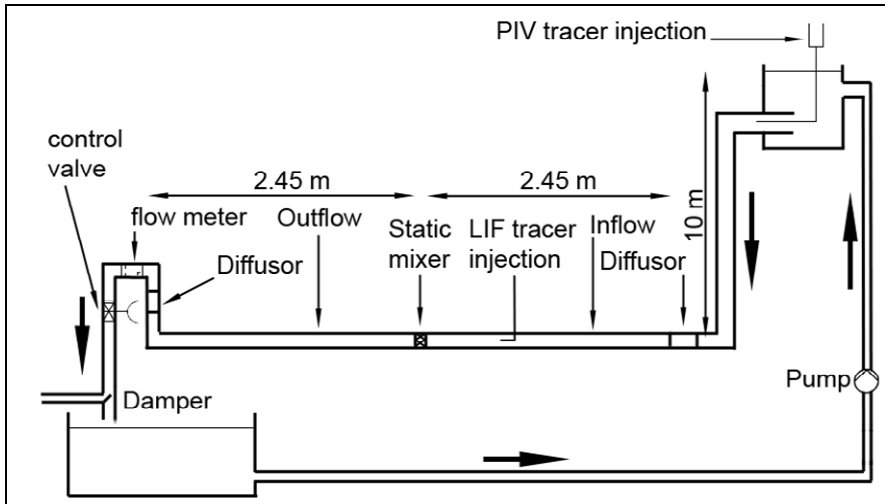 PIV tracer injection
control
valve
2.45 m
2.45 m
10 m
flow meter
Outflow
Static
mixer
LIF tracer
injection
Inflow
Diffusor
Diffusor
Pump
Damper